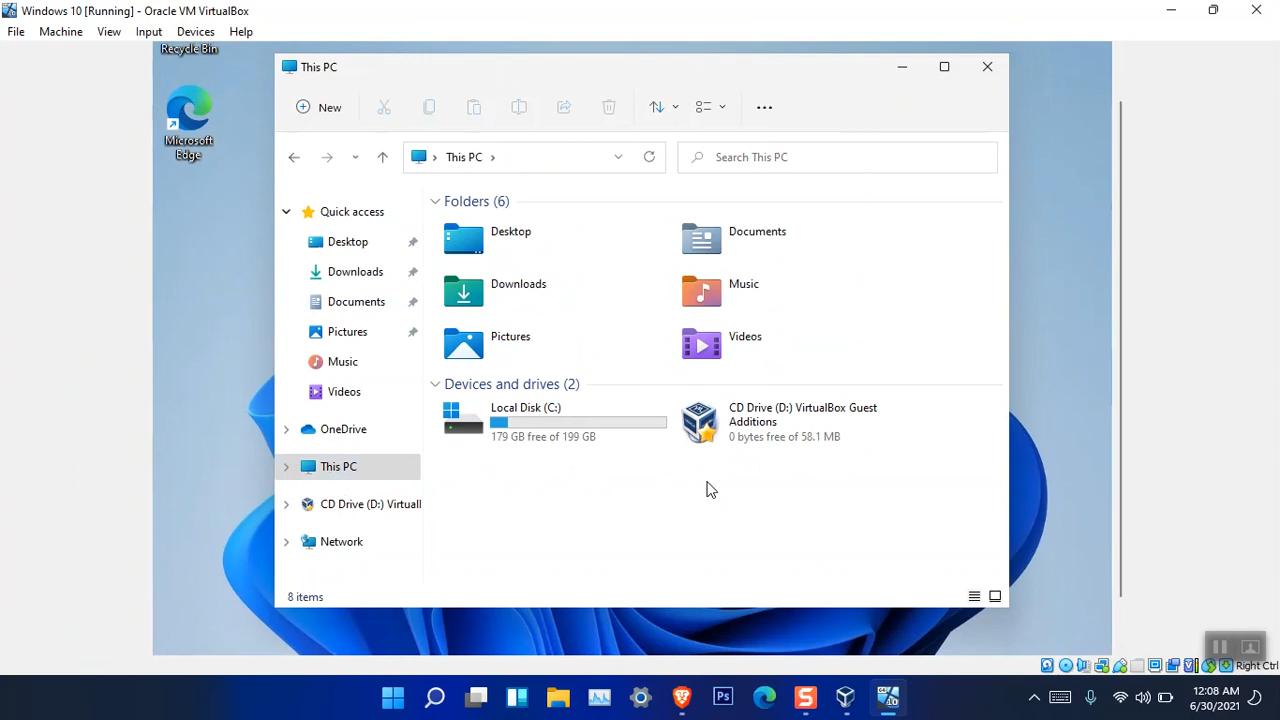 Windows 10 [Running] - Oracle VM VirtualBox
File Machine View Input Devices Help
Recycle Bin
Microsoft
Edge
This PC
New
This PC
Search This PC
Quick access
Desktop
Downloads
Documents
Pictures
Music
Videos
OneDrive
This PC
CD Drive (D:) Virtuall
Network
Folders (6)
Desktop
Documents
Downloads
Music
Pictures
Videos
Devices and drives (2)
Local Disk (C:)
179 GB free of 199 GB
CD Drive (D:) VirtualBox Guest
Additions
0 bytes free of 58.1 MB
8 items
Right Ctrl
Ps
S
10
12:08 AM
6/30/2021